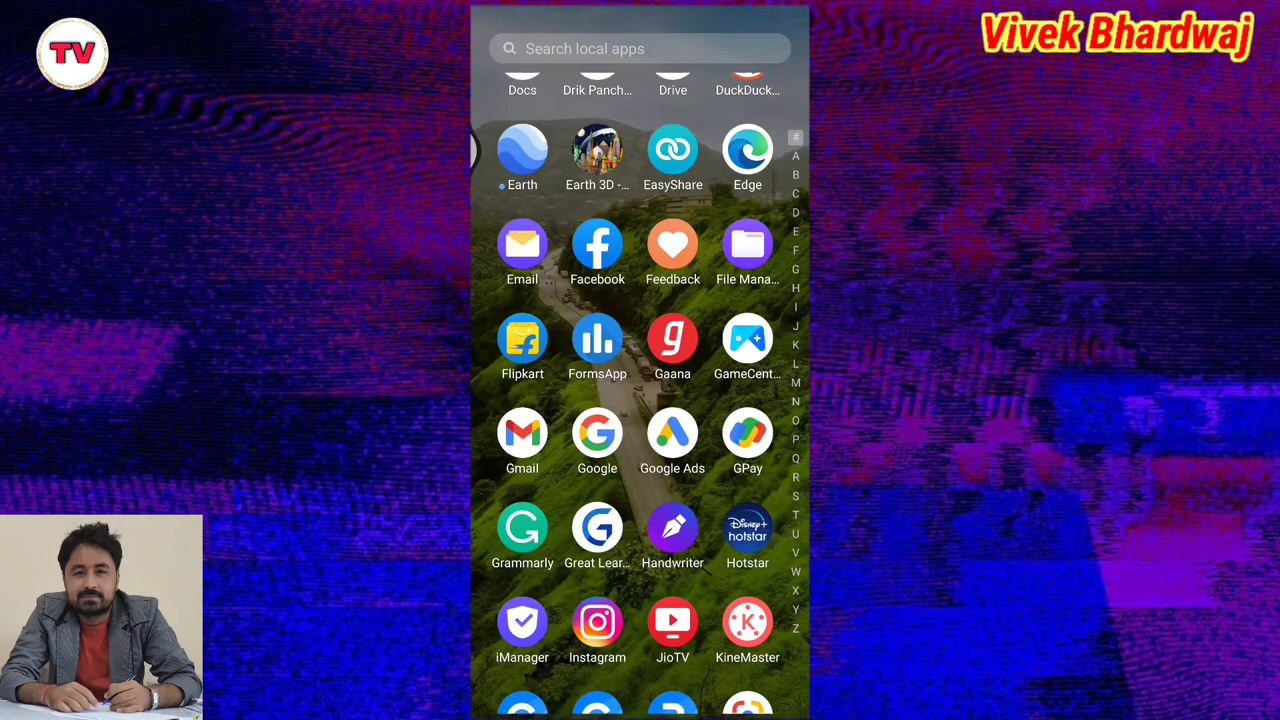 TV
Vivek Bhardwaj
Search local apps
Docs Drik Panch... Drive DuckDuck...
#
A
B
C
D
E
F
G
H
I
J
K
L
M
N
O
P
Q
R
S
T
U
V
W
X
Y
Z
Earth Earth 3D -... EasyShare Edge
Email Facebook Feedback File Mana...
Flipkart FormsApp Gaana GameCent...
Gmail Google Google Ads GPay
Disney+
hotstar
Grammarly Great Lear... Handwriter Hotstar
K
iManager Instagram JioTV KineMaster